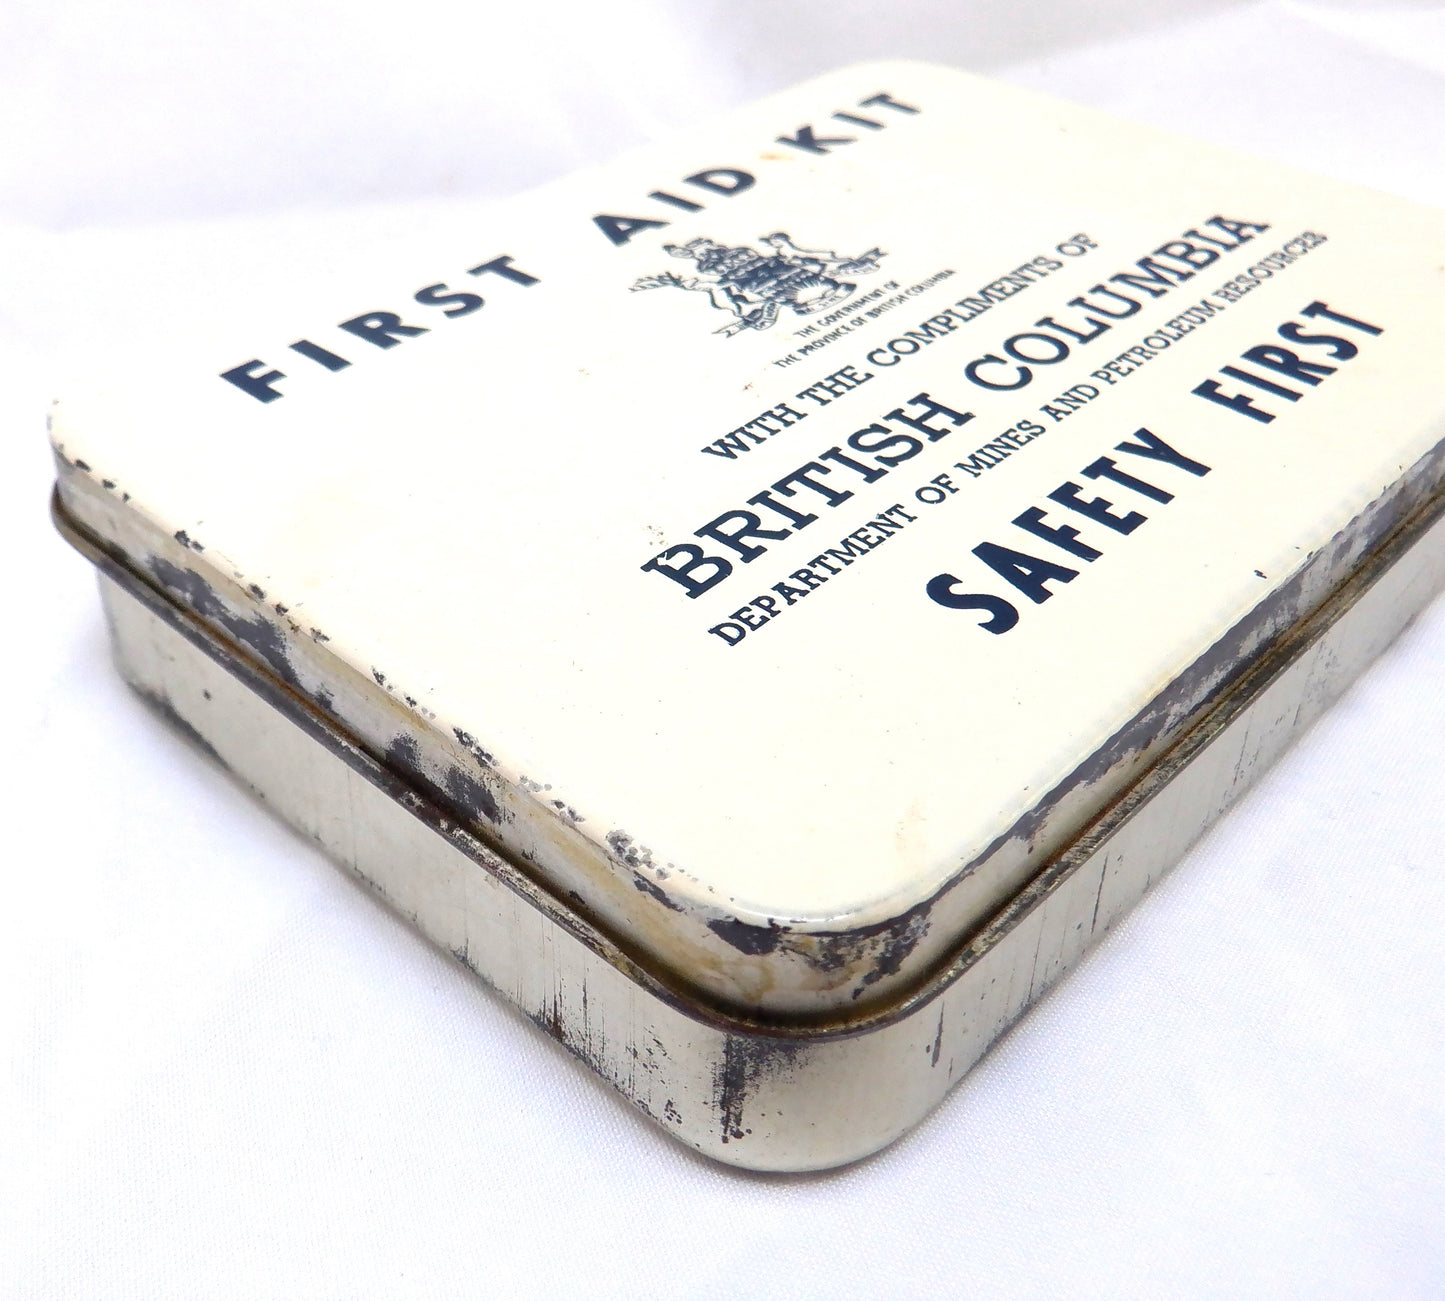 FIRST AID KIT
THE GOVERNMENT OF
THE PROVINCE OF BRITISH COLUMBIA
WITH THE COMPLIMENTS OF
BRITISH COLUMBIA
DEPARTMENT OF MINES AND PETROLEUM RESOURCES
SAFETY FIRST